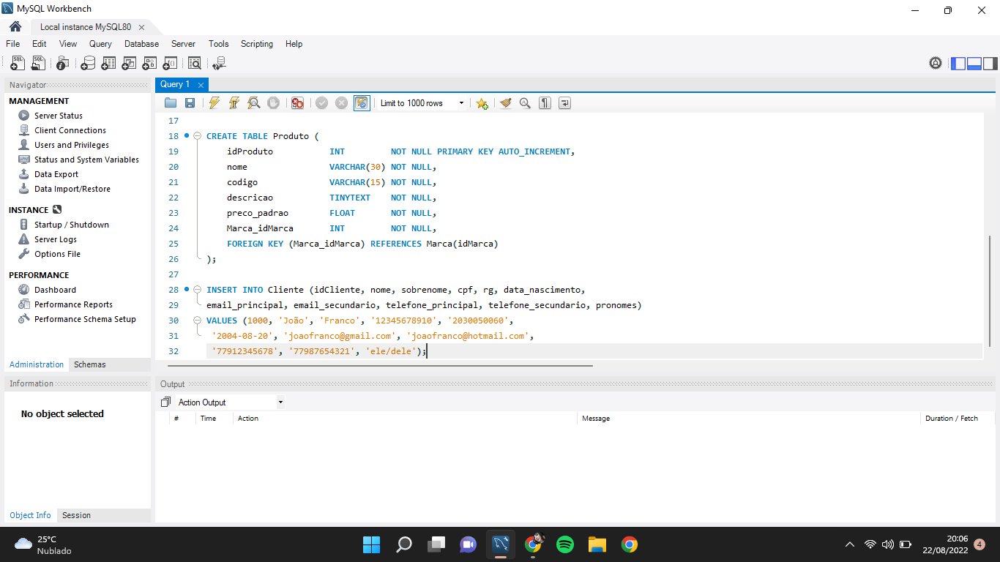 MySQL Workbench
Local instance MySQL80
File Edit View Query Database Server Tools Scripting Help
Navigator
MANAGEMENT
Server Status
Client Connections
Users and Privileges
Status and System Variables
Data Export
Data Import/Restore
INSTANCE
Startup / Shutdown
Server Logs
Options File
PERFORMANCE
Dashboard
Performance Reports
Performance Schema Setup
Administration Schemas
Information
No object selected
Object Info Session
Query 1
Limit to 1000 rows
17
18 CREATE TABLE Produto (
19 idProduto INT NOT NULL PRIMARY KEY AUTO_INCREMENT,
20 nome VARCHAR(30) NOT NULL,
21 codigo VARCHAR(15) NOT NULL,
22 descricao TINYTEXT NOT NULL,
23 preco_padrao FLOAT NOT NULL,
24 Marca_idMarca INT NOT NULL,
25 FOREIGN KEY (Marca_idMarca) REFERENCES Marca(idMarca)
26 );
27
28 INSERT INTO Cliente (idCliente, nome, sobrenome, cpf, rg, data_nascimento,
29 email_principal, email_secundario, telefone_principal, telefone_secundario, pronomes)
30 VALUES (1000, 'João', 'Franco', '12345678910', '2030050060',
31 '2004-08-20', 'joaofranco@gmail.com', 'joaofranco@hotmail.com',
32 '77912345678', '77987654321', 'ele/dele');
Output
Action Output
# Time Action Message Duration / Fetch
25°C
Nublado
20:06
22/08/2022
4